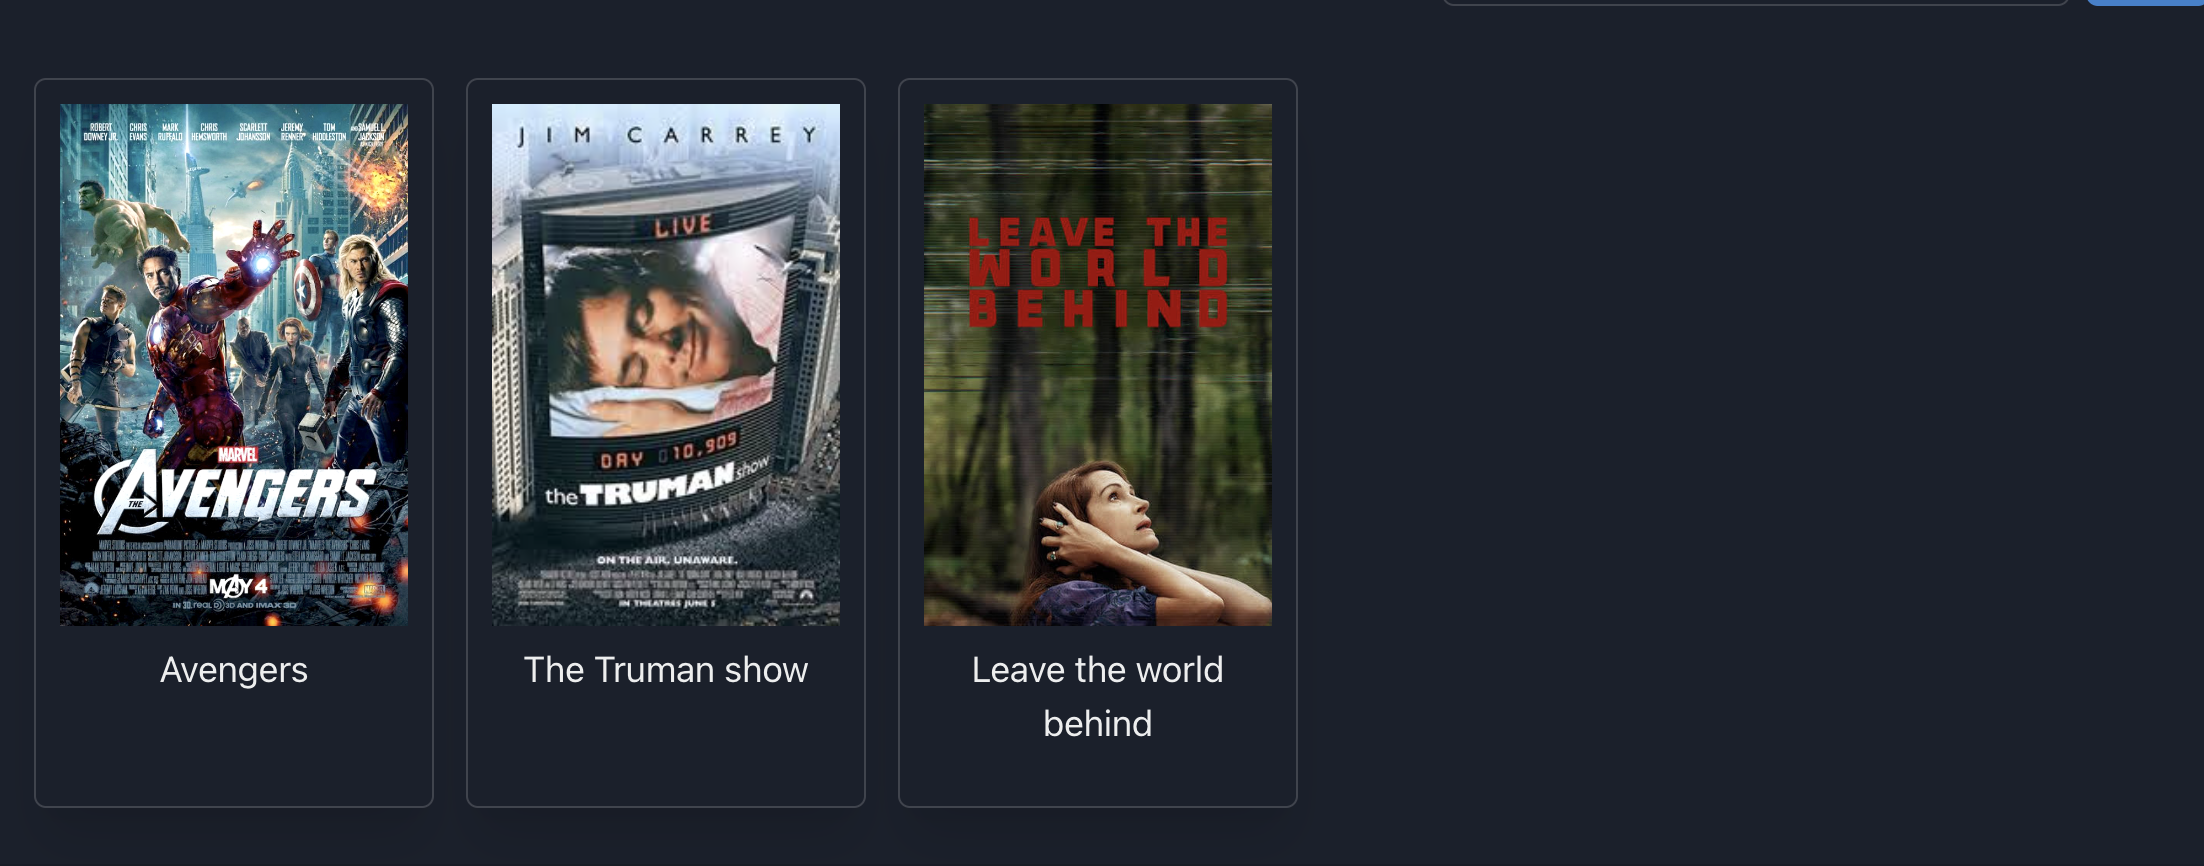 ROBERT DOWNEY JR.
CHRIS EVANS
MARK RUFFALO
CHRIS HEMSWORTH
SCARLETT JOHANSSON
JEREMY RENNER
TOM HIDDLESTON
AND SAMUEL L. JACKSON
MARVEL
THE AVENGERS
MAY 4
IN 3D, REAL D 3D AND IMAX 3D
Avengers
JIM CARREY
LIVE
DAY 010,909
the TRUMAN show
ON THE AIR. UNAWARE.
IN THEATRES JUNE 5
The Truman show
LEAVE THE
WORLD
BEHIND
Leave the world
behind